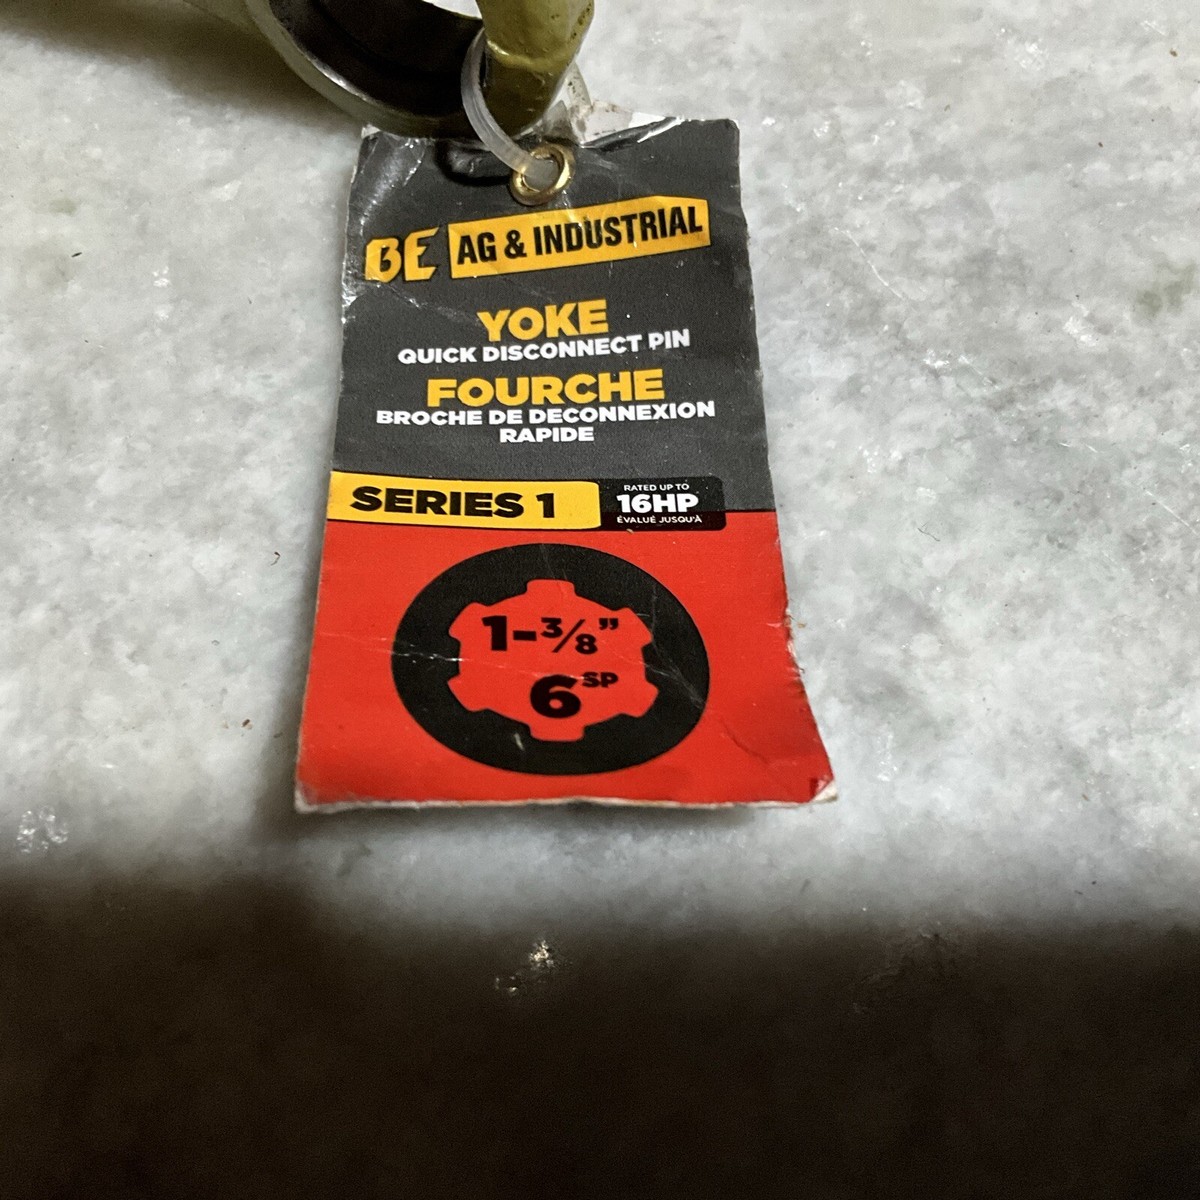 BE AG & INDUSTRIAL
YOKE
QUICK DISCONNECT PIN
FOURCHE
BROCHE DE DECONNEXION
RAPIDE
SERIES 1
RATED UP TO
16HP
ÉVALUÉ JUSQU'À
1-3/8"
6SP